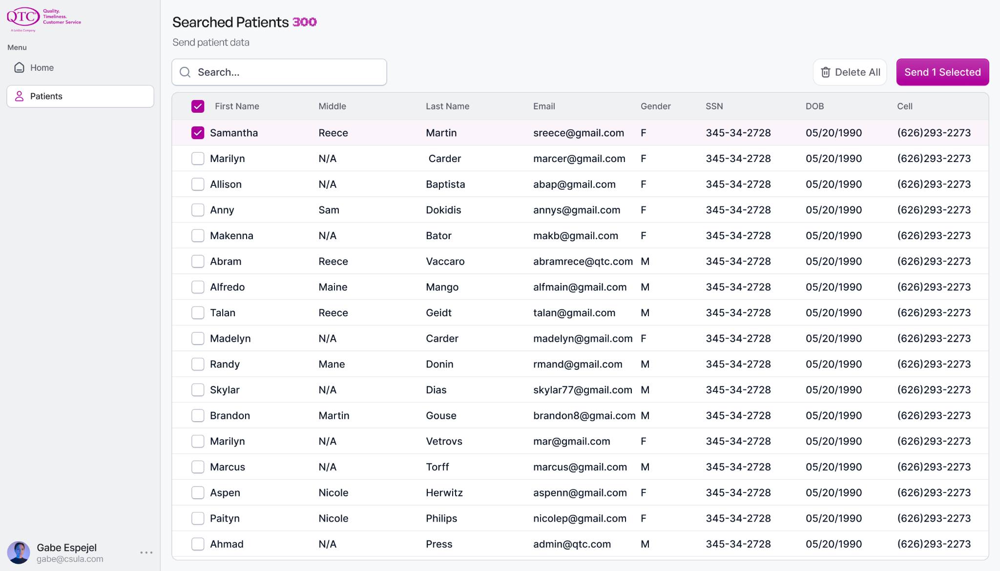 QTC
Quality.
Timeliness.
Customer Service
A Leidos Company
Menu
Home
Patients
Searched Patients 300
Send patient data
Search...
Delete All
Send 1 Selected
First Name Middle Last Name Email Gender SSN DOB Cell
Samantha Reece Martin sreece@gmail.com F 345-34-2728 05/20/1990 (626)293-2273
Marilyn N/A Carder marcer@gmail.com F 345-34-2728 05/20/1990 (626)293-2273
Allison N/A Baptista abap@gmail.com F 345-34-2728 05/20/1990 (626)293-2273
Anny Sam Dokidis annys@gmail.com F 345-34-2728 05/20/1990 (626)293-2273
Makenna N/A Bator makb@gmail.com F 345-34-2728 05/20/1990 (626)293-2273
Abram Reece Vaccaro abramrece@qtc.com M 345-34-2728 05/20/1990 (626)293-2273
Alfredo Maine Mango alfmain@gmail.com M 345-34-2728 05/20/1990 (626)293-2273
Talan Reece Geidt talan@gmail.com M 345-34-2728 05/20/1990 (626)293-2273
Madelyn N/A Carder madelyn@gmail.com F 345-34-2728 05/20/1990 (626)293-2273
Randy Mane Donin rmand@gmail.com M 345-34-2728 05/20/1990 (626)293-2273
Skylar N/A Dias skylar77@gmail.com M 345-34-2728 05/20/1990 (626)293-2273
Brandon Martin Gouse brandon8@gmai.com M 345-34-2728 05/20/1990 (626)293-2273
Marilyn N/A Vetrovs mar@gmail.com F 345-34-2728 05/20/1990 (626)293-2273
Marcus N/A Torff marcus@gmail.com M 345-34-2728 05/20/1990 (626)293-2273
Aspen Nicole Herwitz aspenn@gmail.com F 345-34-2728 05/20/1990 (626)293-2273
Paityn Nicole Philips nicolep@gmail.com F 345-34-2728 05/20/1990 (626)293-2273
Ahmad N/A Press admin@qtc.com M 345-34-2728 05/20/1990 (626)293-2273
Gabe Espejel
gabe@csula.com